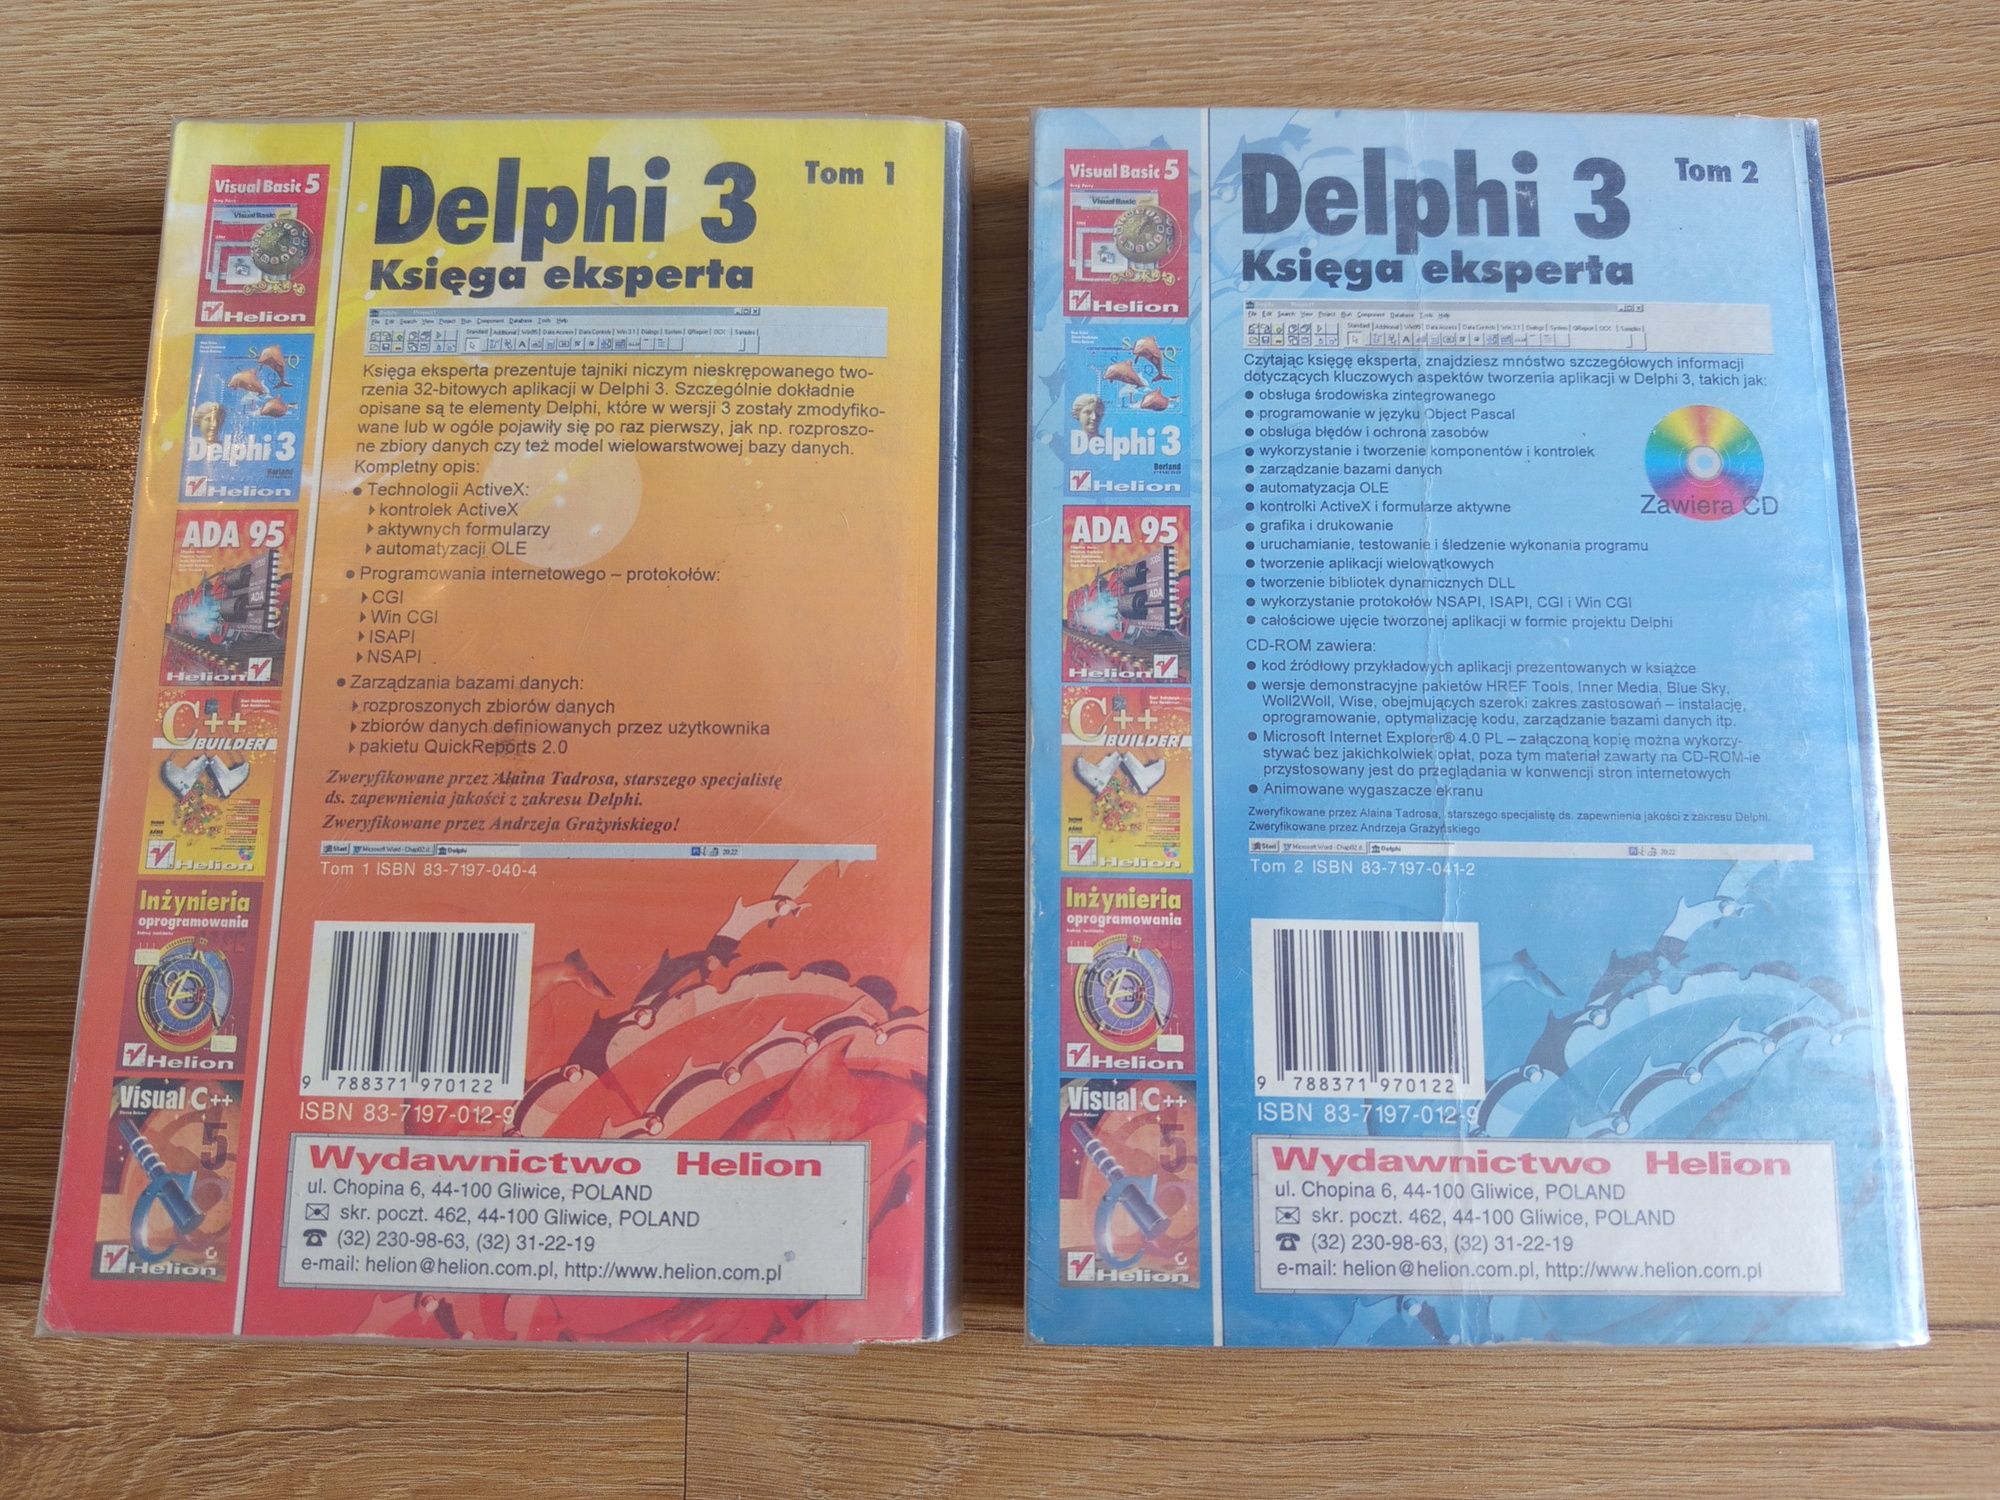 Delphi 3
Tom 1
Księga eksperta
Księga eksperta prezentuje tajniki niczym nieskrępowanego two-
rzenia 32-bitowych aplikacji w Delphi 3. Szczególnie dokładnie
opisane są te elementy Delphi, które w wersji 3 zostały zmodyfiko-
wane lub w ogóle pojawiły się po raz pierwszy, jak np. rozproszo-
ne zbiory danych czy też model wielowarstwowej bazy danych.
Kompletny opis:
● Technologii ActiveX:
kontrolek ActiveX
aktywnych formularzy
automatyzacji OLE
● Programowania internetowego – protokołów:
CGI
Win CGI
ISAPI
NSAPI
● Zarządzania bazami danych:
rozproszonych zbiorów danych
zbiorów danych definiowanych przez użytkownika
pakietu QuickReports 2.0
Zweryfikowane przez Alaina Tadrosa, starszego specjalistę
ds. zapewnienia jakości z zakresu Delphi.
Zweryfikowane przez Andrzeja Grażyńskiego!
Start Microsoft Word - Chap02.d... Delphi 20:22
Tom 1 ISBN 83-7197-040-4
9 788371 970122
ISBN 83-7197-012-9
Wydawnictwo Helion
ul. Chopina 6, 44-100 Gliwice, POLAND
skr. poczt. 462, 44-100 Gliwice, POLAND
(32) 230-98-63, (32) 31-22-19
e-mail: helion@helion.com.pl, http://www.helion.com.pl
Visual Basic 5
Helion
Delphi 3
Borland
Helion
ADA 95
Helion
C++
BUILDER
Helion
Inżynieria
oprogramowania
Helion
Visual C++
5
Helion
Delphi 3
Tom 2
Księga eksperta
Czytając księgę eksperta, znajdziesz mnóstwo szczegółowych informacji
dotyczących kluczowych aspektów tworzenia aplikacji w Delphi 3, takich jak:
● obsługa środowiska zintegrowanego
● programowanie w języku Object Pascal
● obsługa błędów i ochrona zasobów
● wykorzystanie i tworzenie komponentów i kontrolek
● zarządzanie bazami danych
● automatyzacja OLE
● kontrolki ActiveX i formularze aktywne
● grafika i drukowanie
● uruchamianie, testowanie i śledzenie wykonania programu
● tworzenie aplikacji wielowątkowych
● tworzenie bibliotek dynamicznych DLL
● wykorzystanie protokołów NSAPI, ISAPI, CGI i Win CGI
● całościowe ujęcie tworzonej aplikacji w formie projektu Delphi
Zawiera CD
CD-ROM zawiera:
● kod źródłowy przykładowych aplikacji prezentowanych w książce
● wersje demonstracyjne pakietów HREF Tools, Inner Media, Blue Sky,
Woll2Woll, Wise, obejmujących szeroki zakres zastosowań – instalację,
oprogramowanie, optymalizację kodu, zarządzanie bazami danych itp.
● Microsoft Internet Explorer® 4.0 PL – załączoną kopię można wykorzy-
stywać bez jakichkolwiek opłat, poza tym materiał zawarty na CD-ROM-ie
przystosowany jest do przeglądania w konwencji stron internetowych
● Animowane wygaszacze ekranu
Zweryfikowane przez Alaina Tadrosa, starszego specjalistę ds. zapewnienia jakości z zakresu Delphi.
Zweryfikowane przez Andrzeja Grażyńskiego
Start Microsoft Word - Chap02.d... Delphi 20:22
Tom 2 ISBN 83-7197-041-2
9 788371 970122
ISBN 83-7197-012-9
Wydawnictwo Helion
ul. Chopina 6, 44-100 Gliwice, POLAND
skr. poczt. 462, 44-100 Gliwice, POLAND
(32) 230-98-63, (32) 31-22-19
e-mail: helion@helion.com.pl, http://www.helion.com.pl
Visual Basic 5
Helion
Delphi 3
Borland
Helion
ADA 95
Helion
C++
BUILDER
Helion
Inżynieria
oprogramowania
Helion
Visual C++
5
Helion